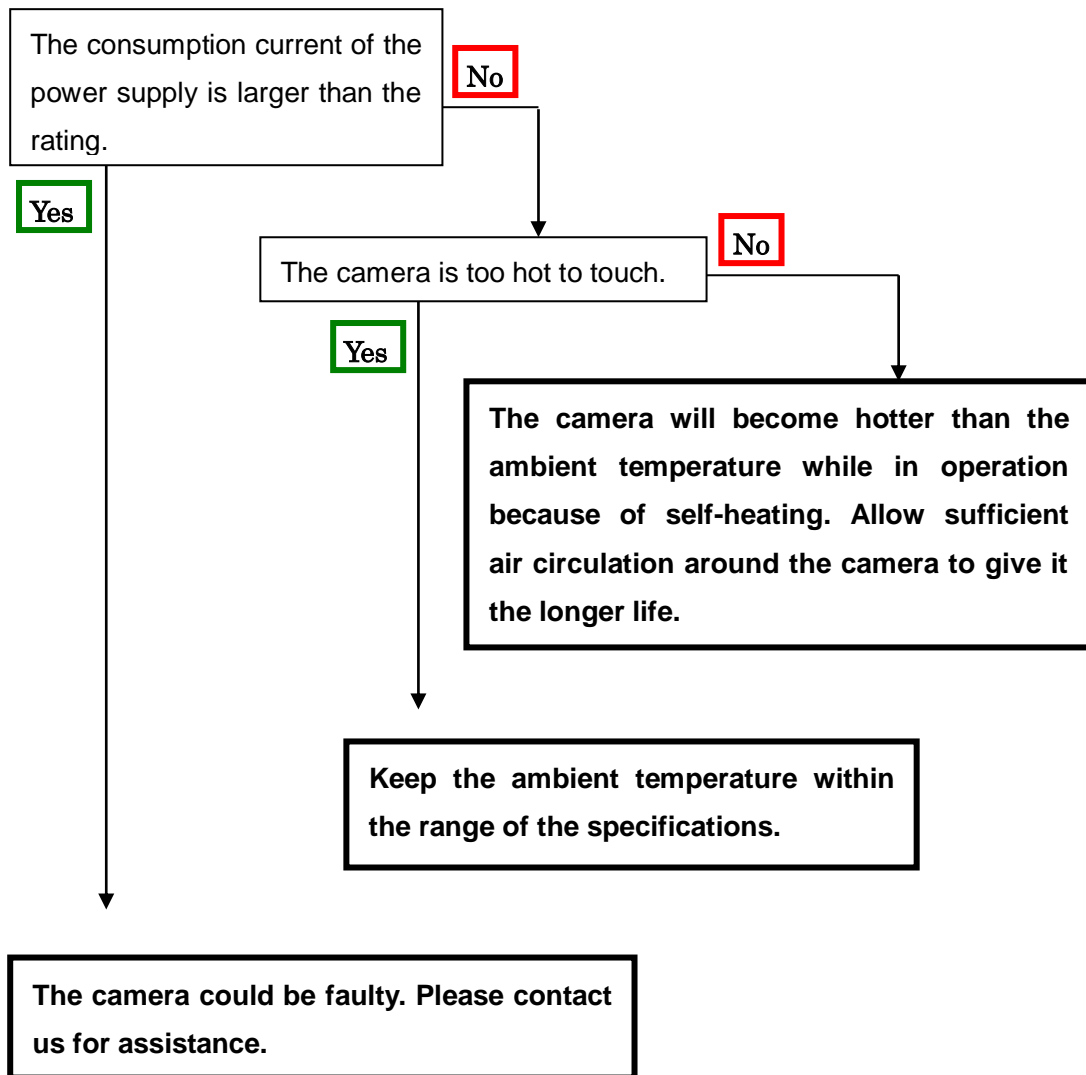 The consumption current of the
power supply is larger than the
rating.
No
Yes
The camera is too hot to touch.
No
Yes
The camera will become hotter than the
ambient temperature while in operation
because of self-heating. Allow sufficient
air circulation around the camera to give it
the longer life.
Keep the ambient temperature within
the range of the specifications.
The camera could be faulty. Please contact
us for assistance.